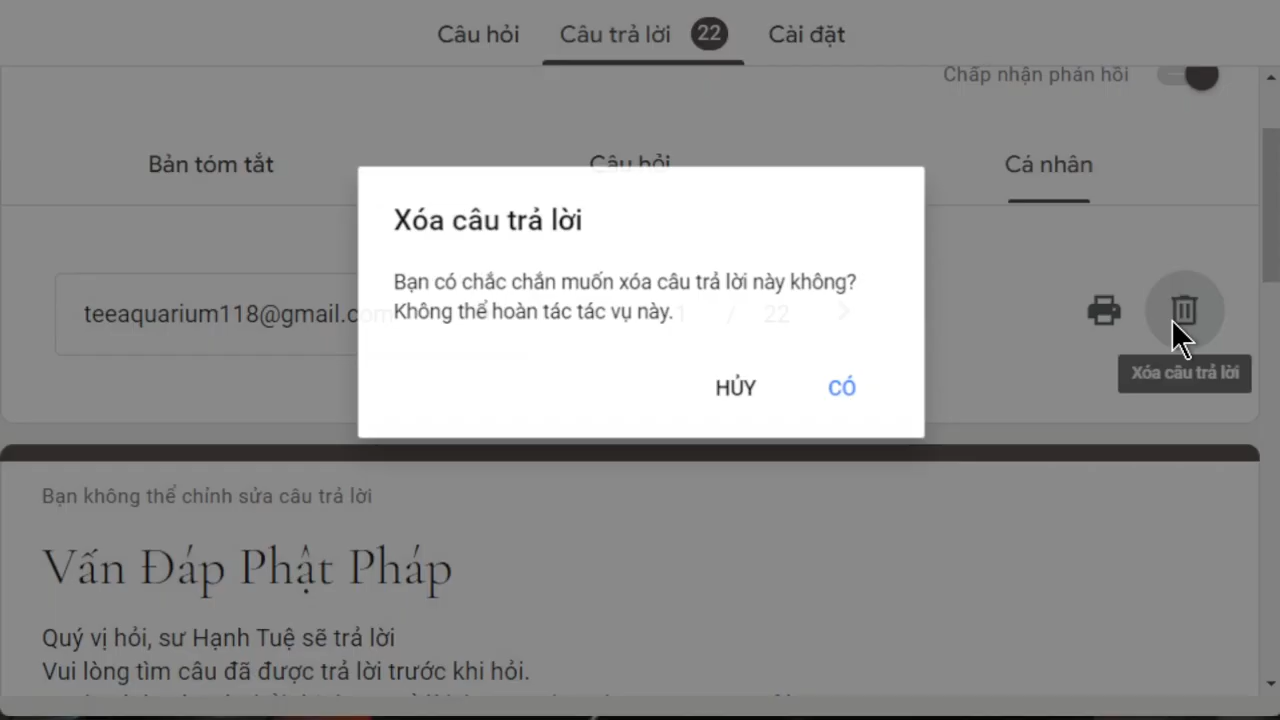 Câu hỏi
Câu trả lời
22
Cài đặt
Chấp nhận phản hồi
Bản tóm tắt
Câu hỏi
Cá nhân
Xóa câu trả lời
Bạn có chắc chắn muốn xóa câu trả lời này không?
Không thể hoàn tác tác vụ này.
HỦY
CÓ
teeaquarium118@gmail.com
1 / 22
Xóa câu trả lời
Bạn không thể chỉnh sửa câu trả lời
Vấn Đáp Phật Pháp
Quý vị hỏi, sư Hạnh Tuệ sẽ trả lời
Vui lòng tìm câu đã được trả lời trước khi hỏi.